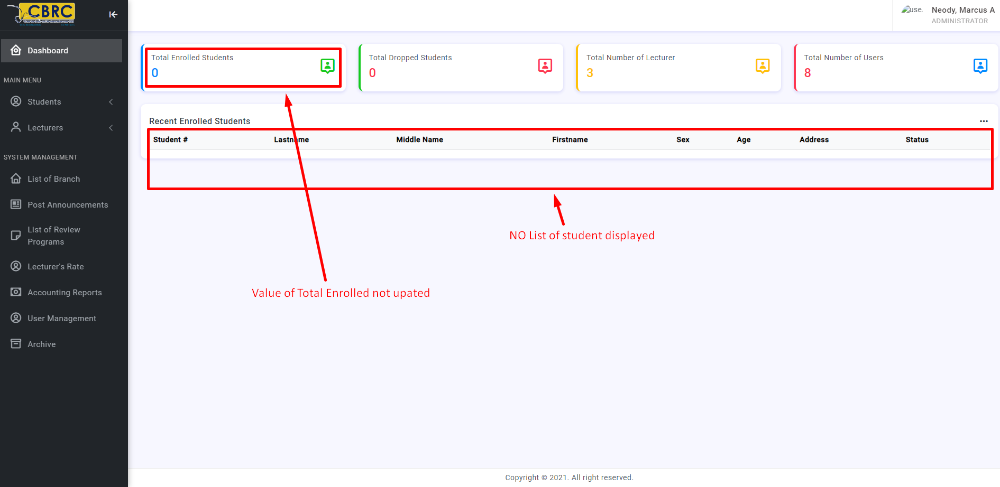 CBRC
use.
Neody, Marcus A
ADMINISTRATOR
Dashboard
MAIN MENU
Students
Lecturers
SYSTEM MANAGEMENT
List of Branch
Post Announcements
List of Review
Programs
Lecturer's Rate
Accounting Reports
User Management
Archive
Total Enrolled Students
0
Total Dropped Students
0
Total Number of Lecturer
3
Total Number of Users
8
Recent Enrolled Students
Student # Lastname Middle Name Firstname Sex Age Address Status
NO List of student displayed
Value of Total Enrolled not upated
Copyright © 2021. All right reserved.